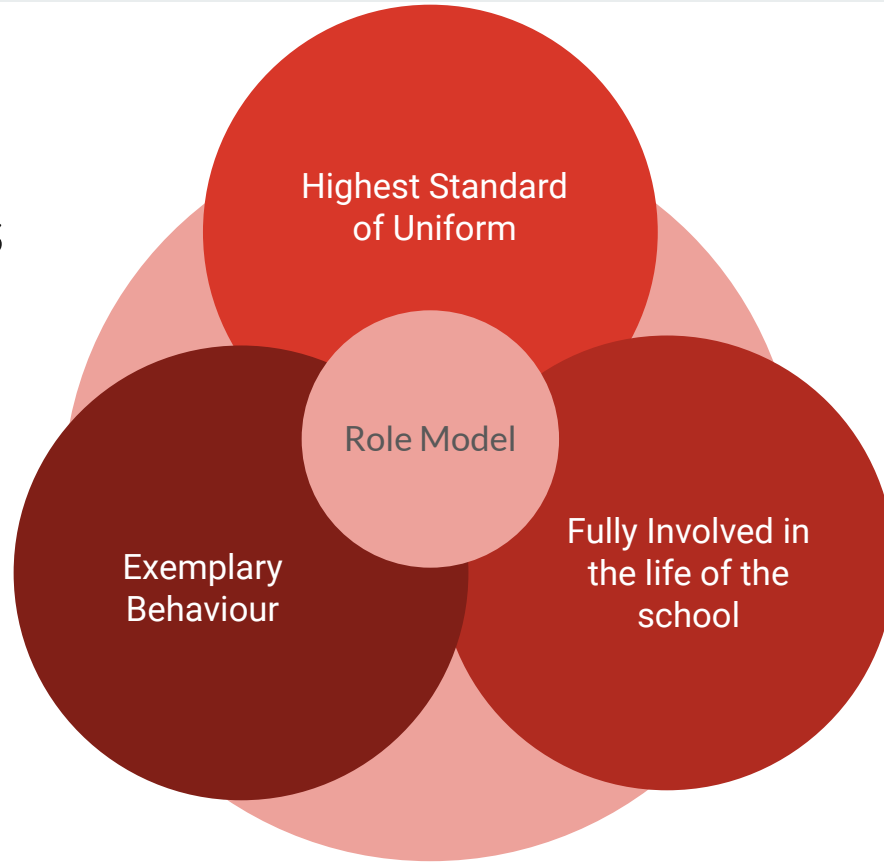 Highest Standard
of Uniform
Role Model
Exemplary
Behaviour
Fully Involved in
the life of the
school